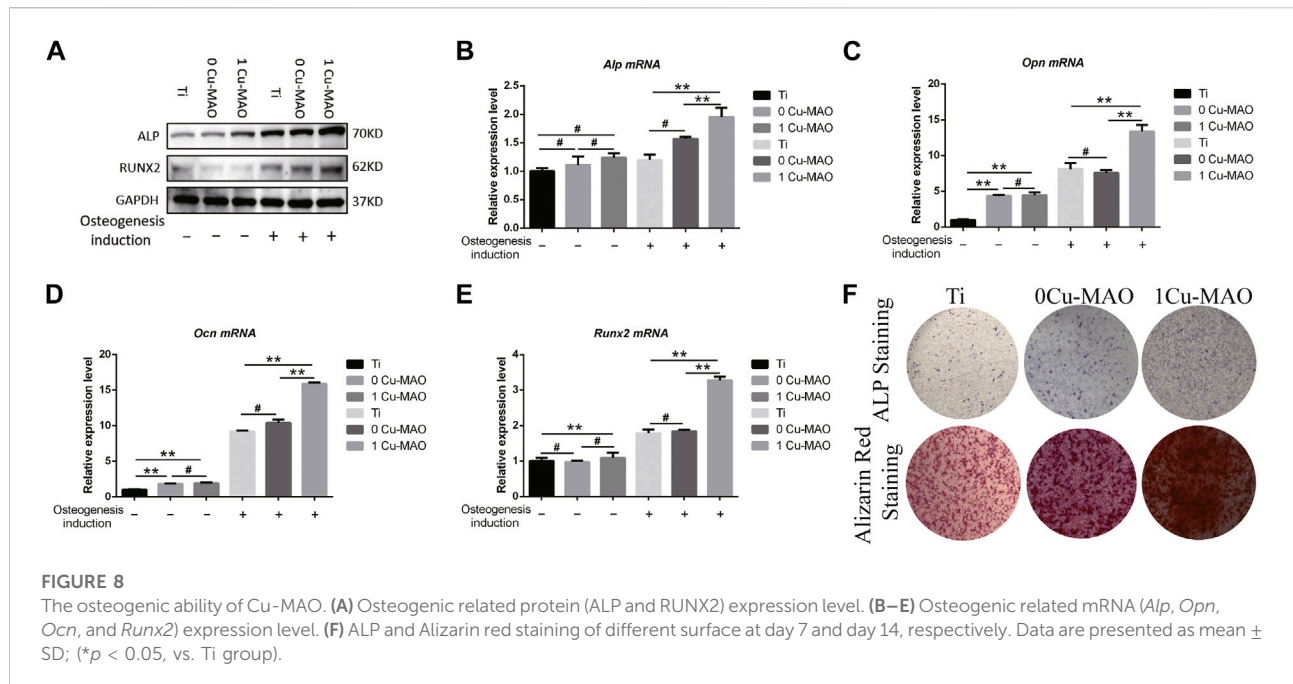 A
Ti
0 Cu-MAO
1 Cu-MAO
Ti
0 Cu-MAO
1 Cu-MAO
ALP
70KD
RUNX2
62KD
GAPDH
37KD
Osteogenesis induction
− − − + + +
B
Alp mRNA
Relative expression level
2.5
2.0
1.5
1.0
0.5
0.0
# # # # ** **
Osteogenesis induction
− − − + + +
Ti
0 Cu-MAO
1 Cu-MAO
Ti
0 Cu-MAO
1 Cu-MAO
C
Opn mRNA
Relative expression level
20
15
10
5
0
** ** # # ** **
Osteogenesis induction
− − − + + +
Ti
0 Cu-MAO
1 Cu-MAO
Ti
0 Cu-MAO
1 Cu-MAO
D
Ocn mRNA
Relative expression level
20
15
10
5
0
** ** # # ** **
Osteogenesis induction
− − − + + +
Ti
0 Cu-MAO
1 Cu-MAO
Ti
0 Cu-MAO
1 Cu-MAO
E
Runx2 mRNA
Relative expression level
4
3
2
1
0
** # # # ** **
Osteogenesis induction
− − − + + +
Ti
0 Cu-MAO
1 Cu-MAO
Ti
0 Cu-MAO
1 Cu-MAO
F
Ti
0Cu-MAO
1Cu-MAO
ALP Staining
Alizarin Red Staining
FIGURE 8
The osteogenic ability of Cu-MAO. (A) Osteogenic related protein (ALP and RUNX2) expression level. (B–E) Osteogenic related mRNA (Alp, Opn,
Ocn, and Runx2) expression level. (F) ALP and Alizarin red staining of different surface at day 7 and day 14, respectively. Data are presented as mean ±
SD; (*p < 0.05, vs. Ti group).